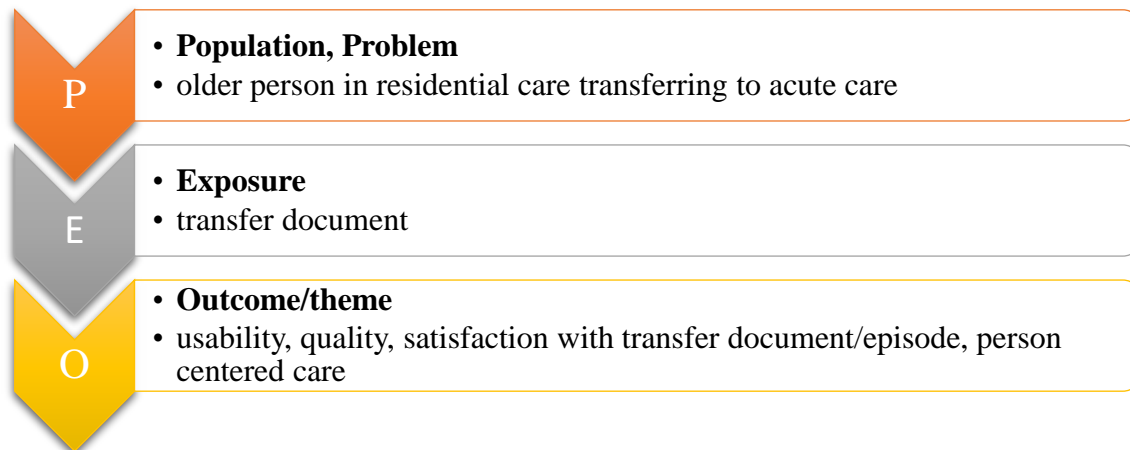 P
• Population, Problem
• older person in residential care transferring to acute care
E
• Exposure
• transfer document
O
• Outcome/theme
• usability, quality, satisfaction with transfer document/episode, person
centered care